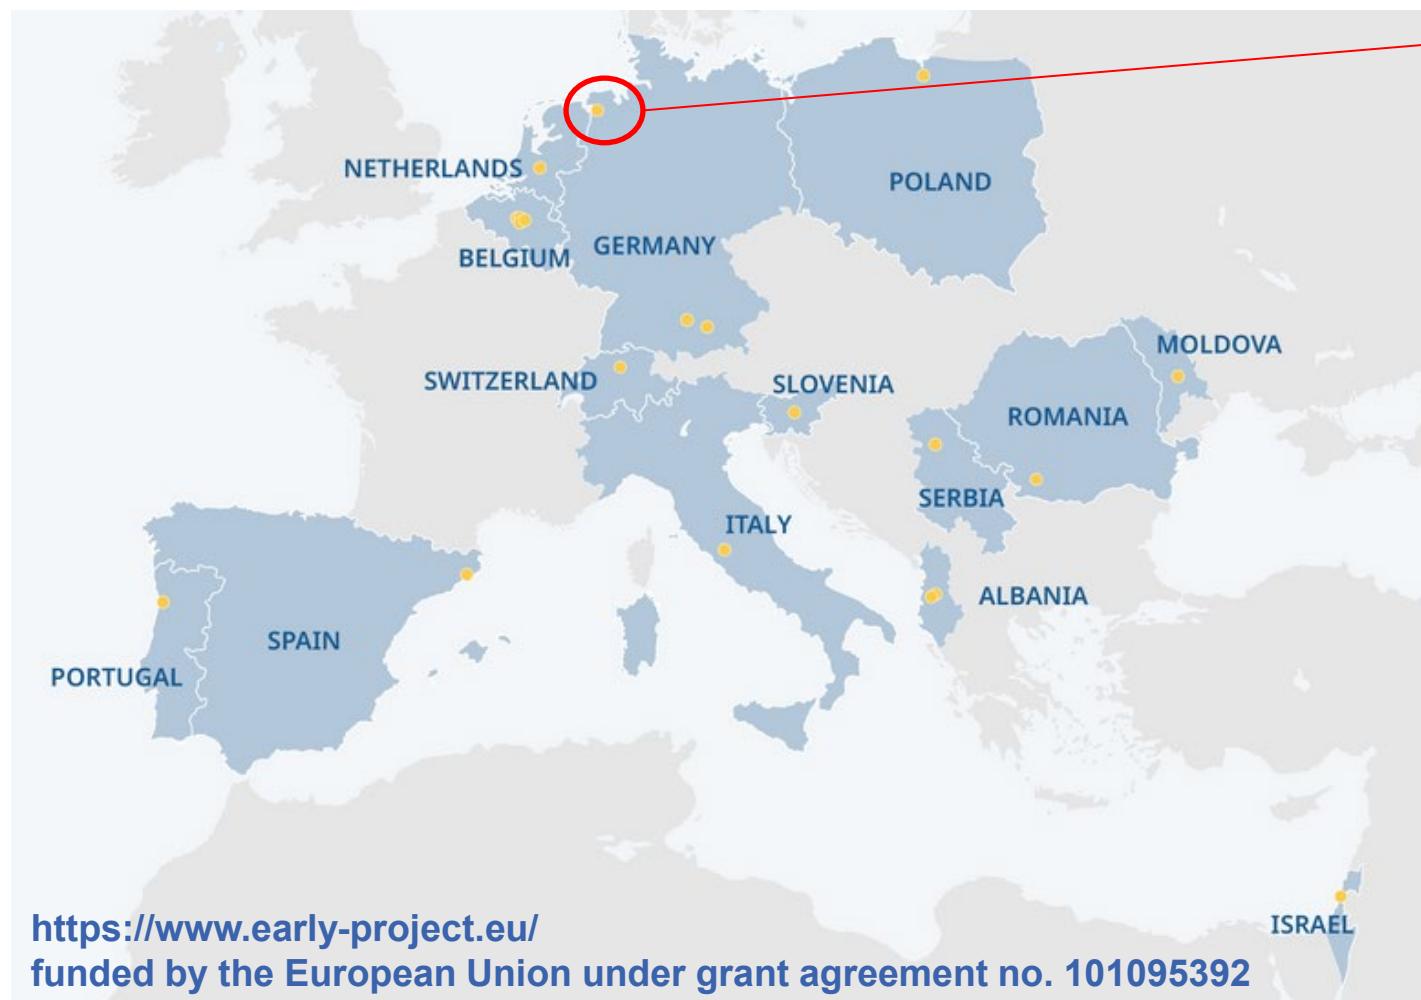 NETHERLANDS
POLAND
BELGIUM
GERMANY
MOLDOVA
SWITZERLAND
SLOVENIA
ROMANIA
SERBIA
ITALY
ALBANIA
SPAIN
PORTUGAL
ISRAEL
https://www.early-project.eu/
funded by the European Union under grant agreement no. 101095392